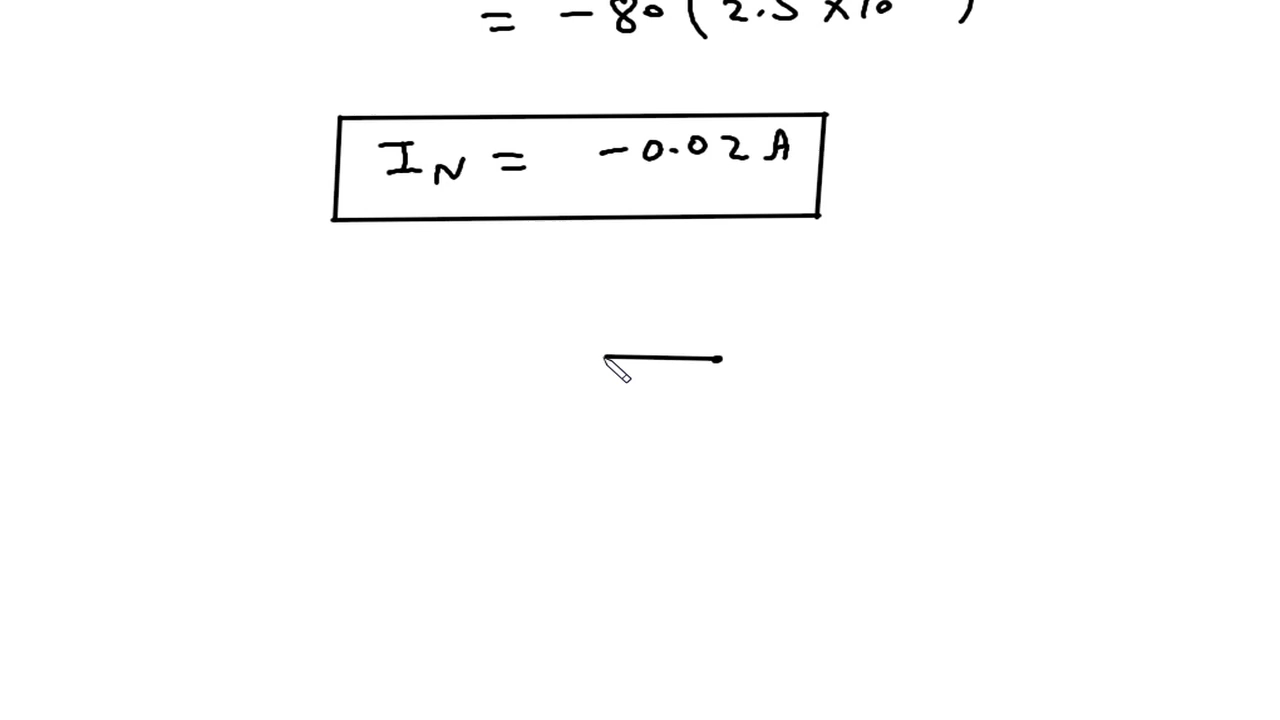 = -80 (2.5 ×10 )
I_N = -0.02 A